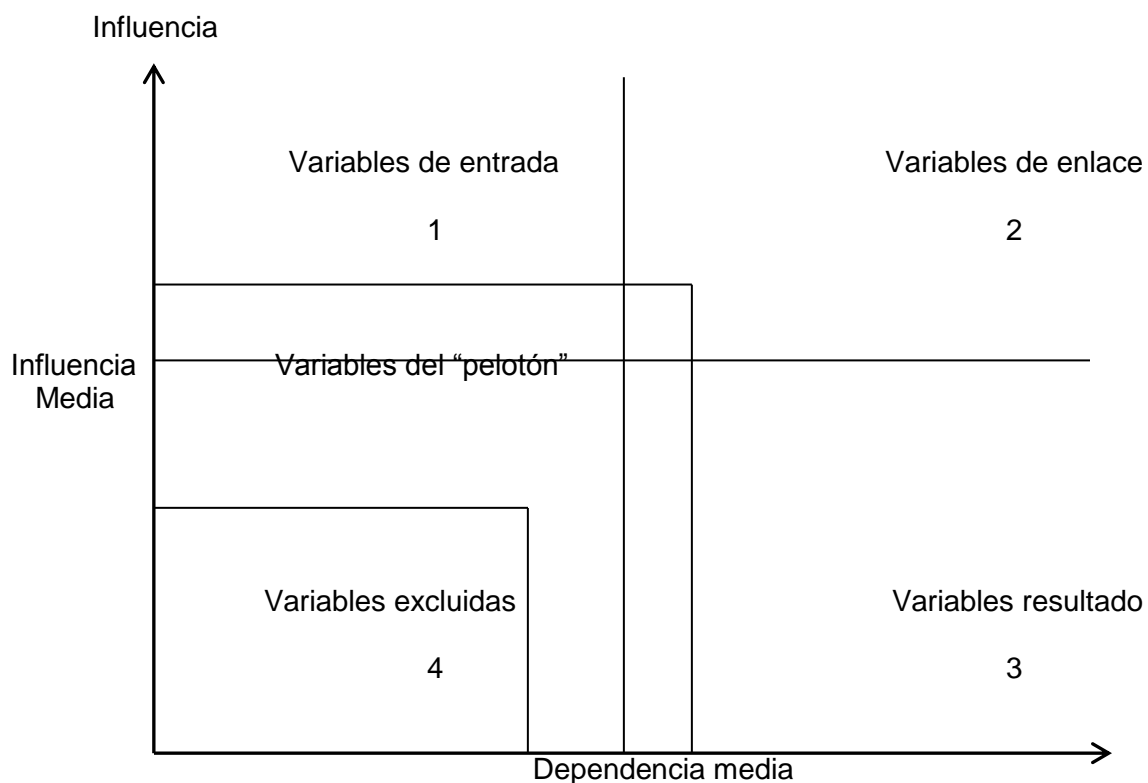 Influencia
Variables de entrada
Variables de enlace
1
2
Influencia
Media
Variables del “pelotón”
Variables excluidas
Variables resultado
4
3
Dependencia media